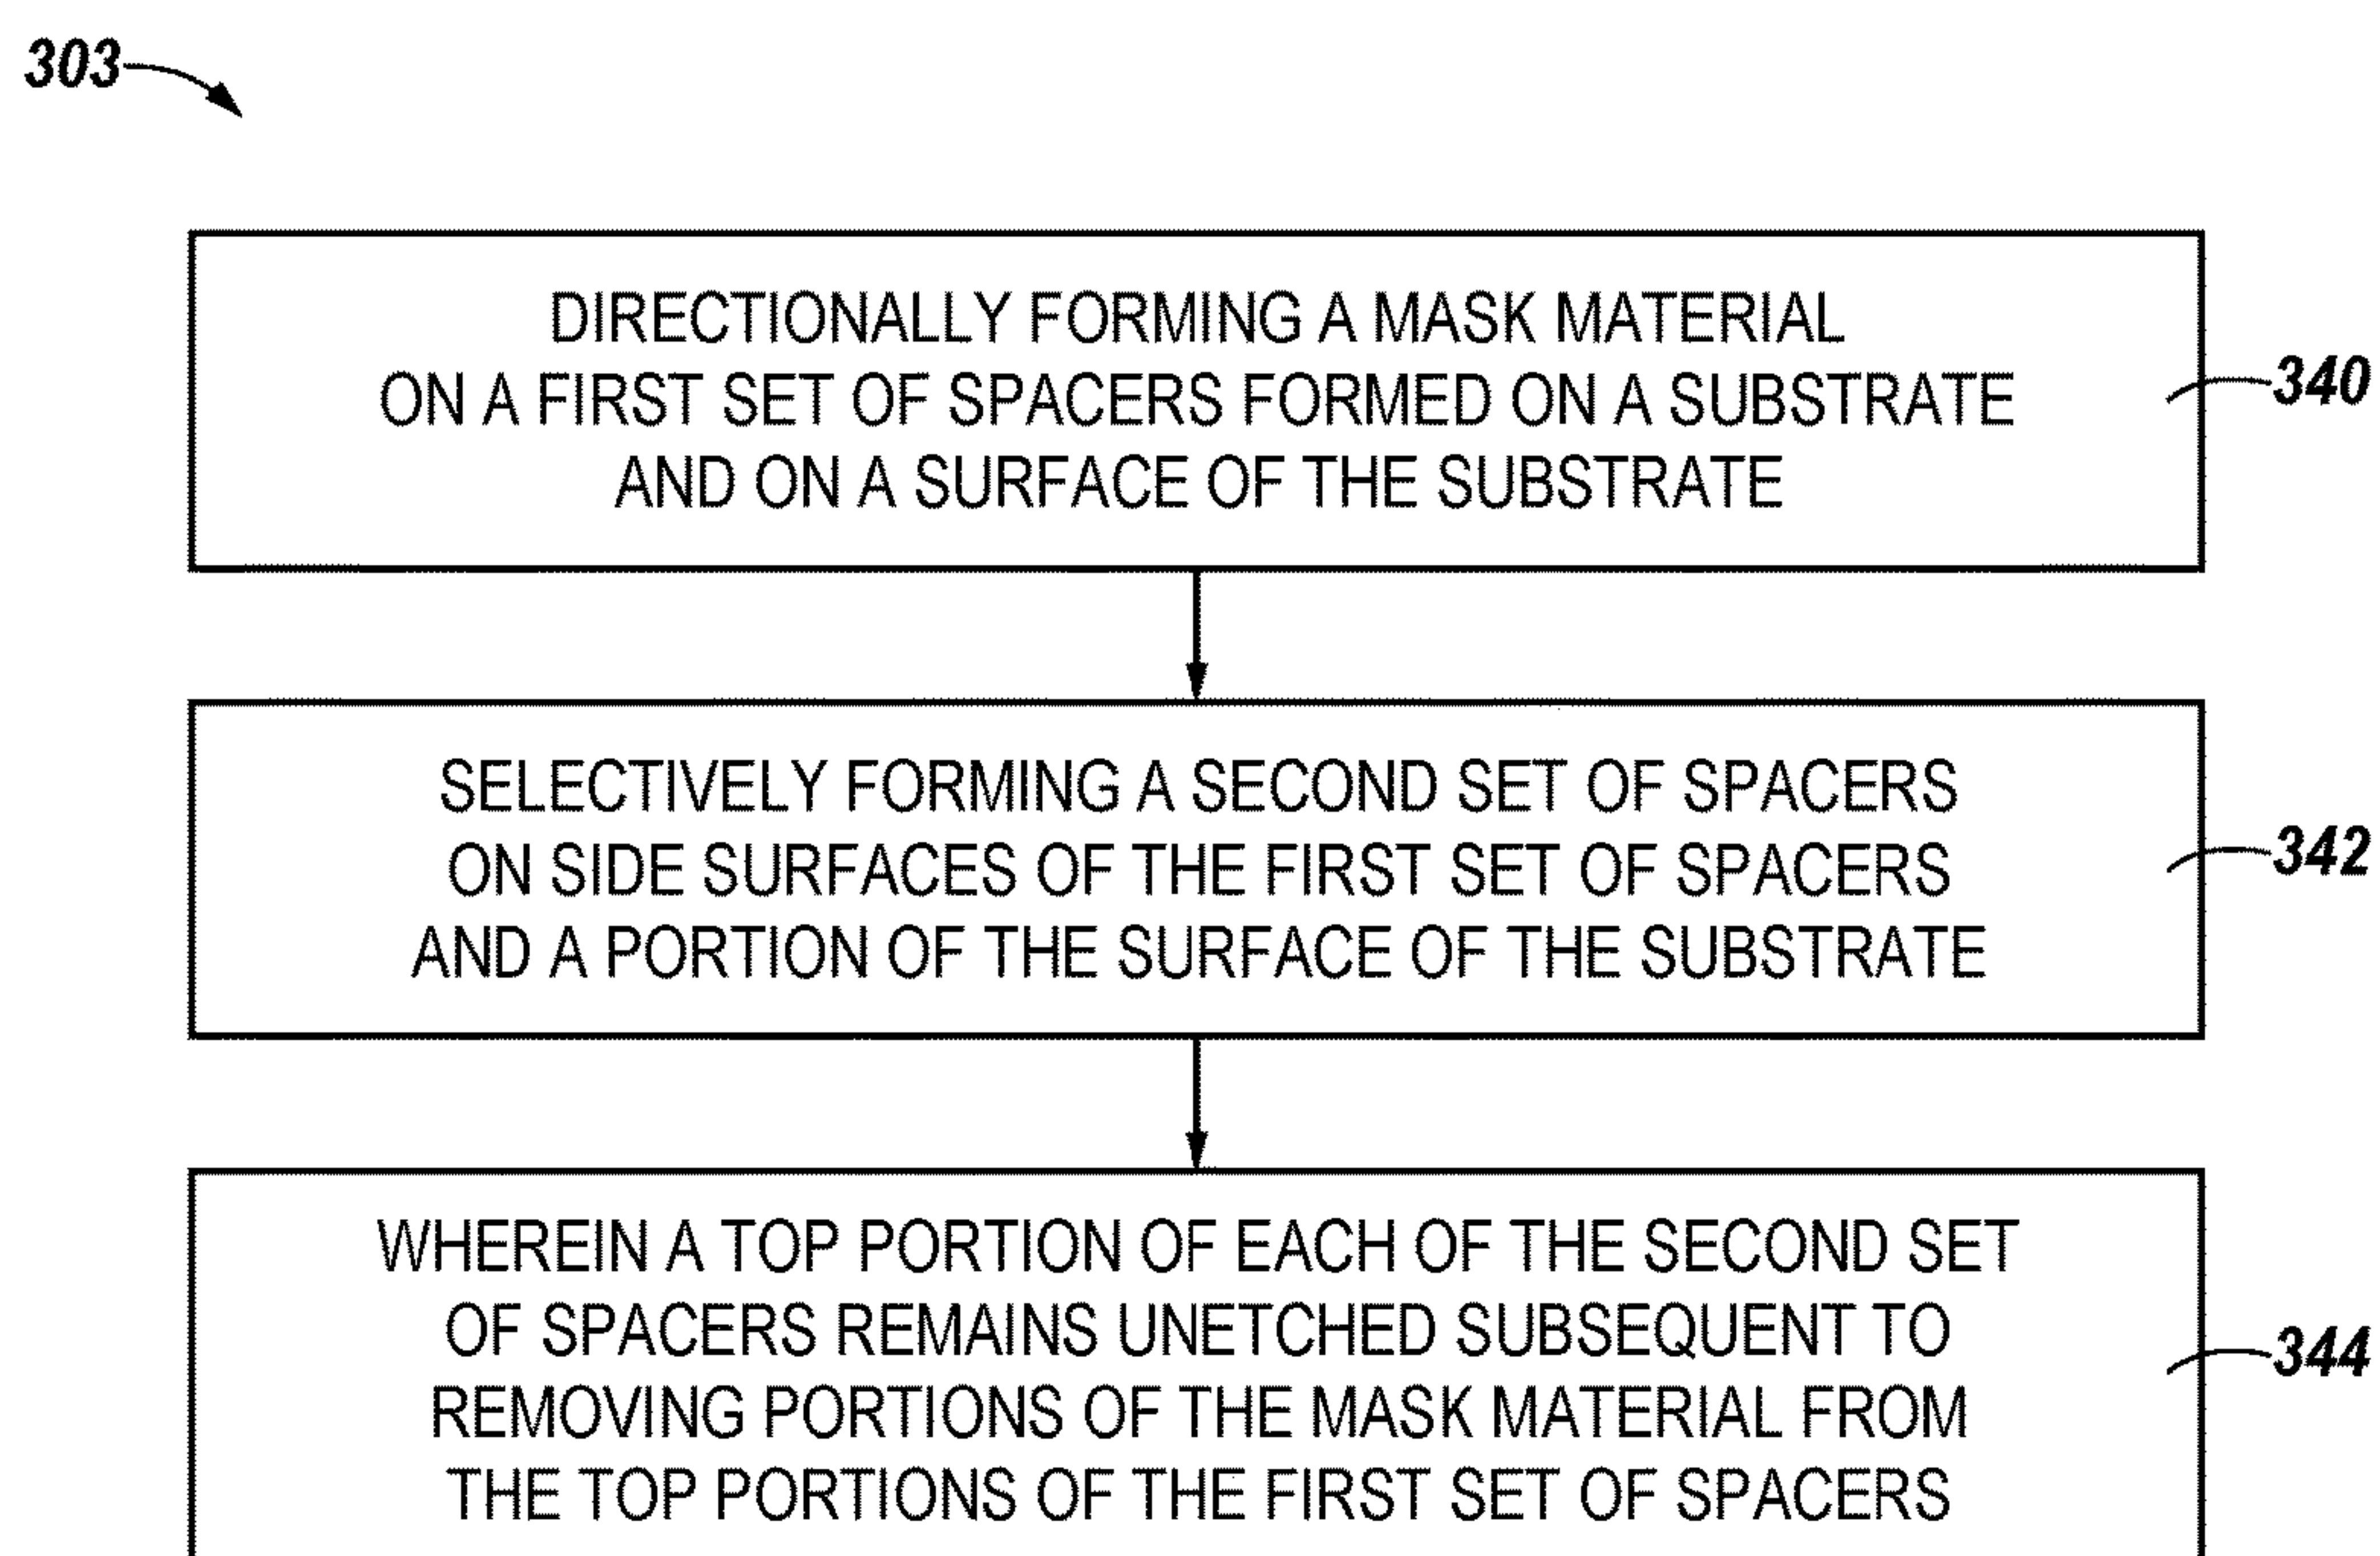 303
DIRECTIONALLY FORMING A MASK MATERIAL
ON A FIRST SET OF SPACERS FORMED ON A SUBSTRATE
AND ON A SURFACE OF THE SUBSTRATE
340
SELECTIVELY FORMING A SECOND SET OF SPACERS
ON SIDE SURFACES OF THE FIRST SET OF SPACERS
AND A PORTION OF THE SURFACE OF THE SUBSTRATE
342
WHEREIN A TOP PORTION OF EACH OF THE SECOND SET
OF SPACERS REMAINS UNETCHED SUBSEQUENT TO
REMOVING PORTIONS OF THE MASK MATERIAL FROM
THE TOP PORTIONS OF THE FIRST SET OF SPACERS
344